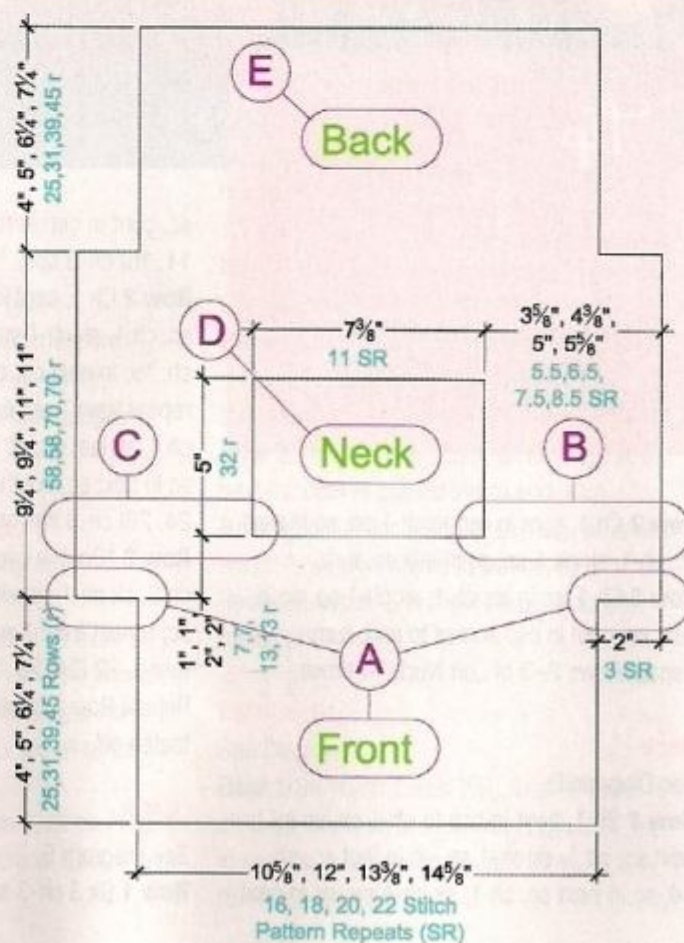 E
Back
4", 5" 6¼", 7¼"
25,31,39,45 r
D
7⅜"
11 SR
3⅝", 4⅜",
5", 5⅝"
5.5,6.5,
7.5,8.5 SR
C
Neck
B
9¼", 9¼", 11", 11"
58,58,70,70 r
5"
32 r
1", 1",
2", 2"
13,13 r
A
2"
3 SR
Front
4", 5", 6¼", 7¼"
25,31,39,45 Rows (r)
10⅝", 12", 13⅜", 14⅝"
16, 18, 20, 22 Stitch
Pattern Repeats (SR)